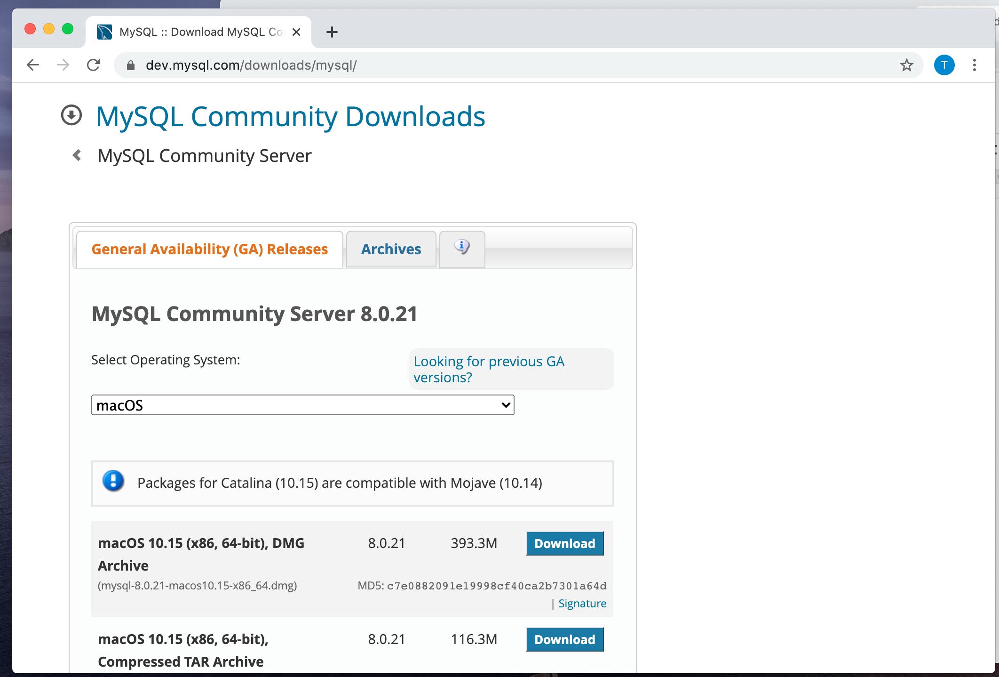 MySQL :: Download MySQL Co
dev.mysql.com/downloads/mysql/
T
MySQL Community Downloads
MySQL Community Server
General Availability (GA) Releases
Archives
MySQL Community Server 8.0.21
Select Operating System:
Looking for previous GA
versions?
macOS
Packages for Catalina (10.15) are compatible with Mojave (10.14)
macOS 10.15 (x86, 64-bit), DMG 8.0.21 393.3M Download
Archive
(mysql-8.0.21-macos10.15-x86_64.dmg) MD5: c7e0882091e19998cf40ca2b7301a64d
| Signature
macOS 10.15 (x86, 64-bit), 8.0.21 116.3M Download
Compressed TAR Archive